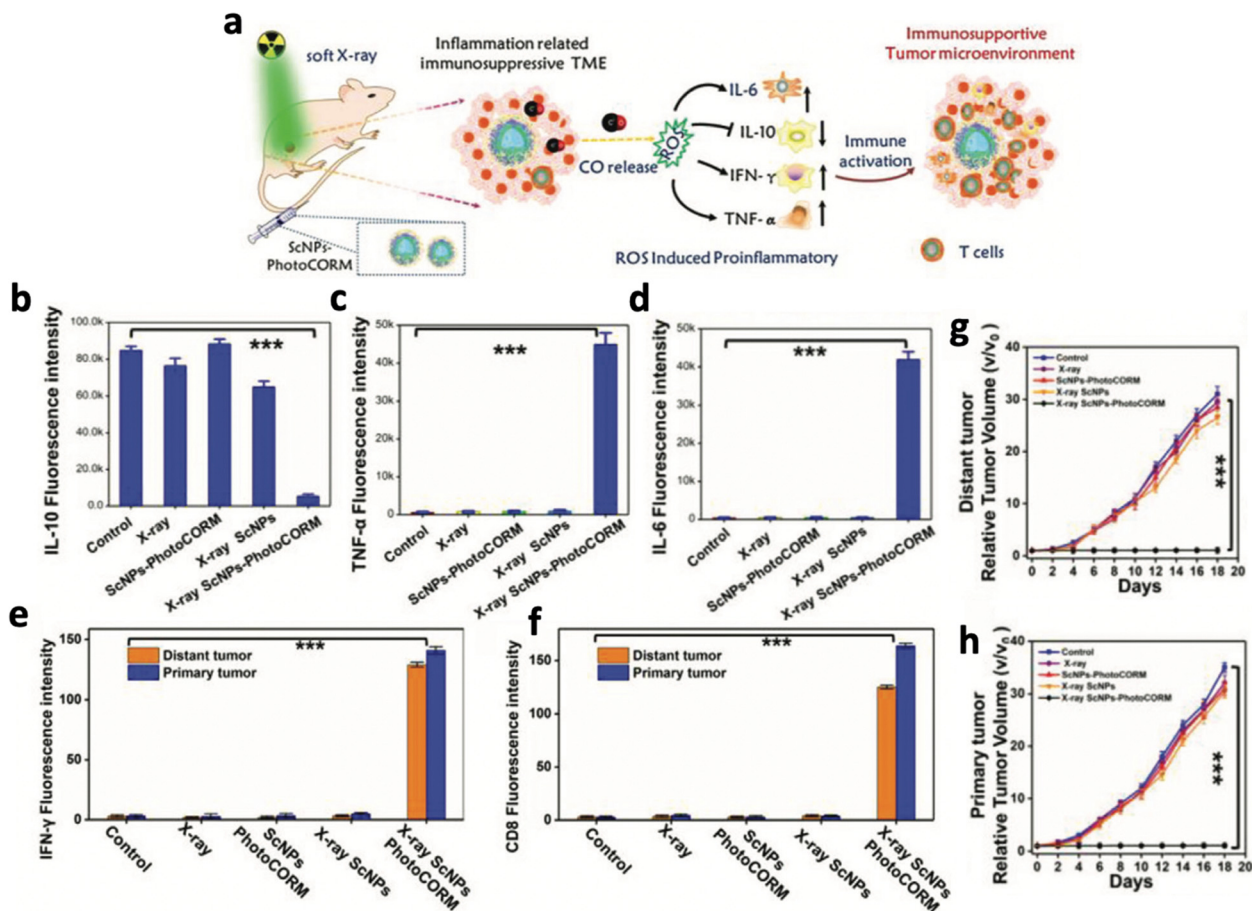 a
soft X-ray
Inflammation related
immunosuppressive TME
Immunosupportive
Tumor microenvironment
IL-6
IL-10
IFN-γ
TNF-α
ROS
CO release
Immune
activation
ScNPs-
PhotoCORM
ROS Induced Proinflammatory
T cells
b
IL-10 Fluorescence intensity
100.0k
80.0k
60.0k
40.0k
20.0k
0.0
***
Control
X-ray
ScNPs-PhotoCORM
X-ray ScNPs
X-ray ScNPs-PhotoCORM
c
TNF-α Fluorescence intensity
50k
40k
30k
20k
10k
0
***
Control
X-ray
ScNPs-PhotoCORM
X-ray ScNPs
X-ray ScNPs-PhotoCORM
d
IL-6 Fluorescence intensity
50k
40k
30k
20k
10k
0
***
Control
X-ray
ScNPs-PhotoCORM
X-ray ScNPs
X-ray ScNPs-PhotoCORM
g
Distant tumor
Relative Tumor Volume (v/v₀)
40
30
20
10
0
Control
X-ray
ScNPs-PhotoCORM
X-ray ScNPs
X-ray ScNPs-PhotoCORM
***
0 2 4 6 8 10 12 14 16 18 20
Days
e
IFN-γ Fluorescence intensity
150
100
50
0
Distant tumor
Primary tumor
***
Control
X-ray
ScNPs
PhotoCORM
X-ray ScNPs
X-ray ScNPs
PhotoCORM
f
CD8 Fluorescence intensity
150
100
50
0
Distant tumor
Primary tumor
***
Control
X-ray
ScNPs
PhotoCORM
X-ray ScNPs
X-ray ScNPs
PhotoCORM
h
Primary tumor
Relative Tumor Volume (v/v₀)
40
30
20
10
0
Control
X-ray
ScNPs-PhotoCORM
X-ray ScNPs
X-ray ScNPs-PhotoCORM
***
0 2 4 6 8 10 12 14 16 18 20
Days